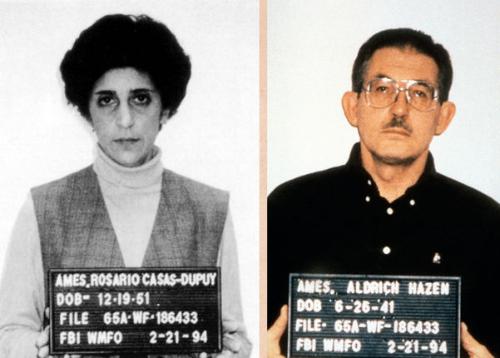 AMES, ROSARIO CASAS-DUPUY
DOB- 12-19-51
FILE 65A-WF-186433
FBI WMFO 2-21-94
AMES, ALDRICH HAZEN
DOB 6-26-41
FILE- 65A-WF-186433
FBI WMFO 2-21-94